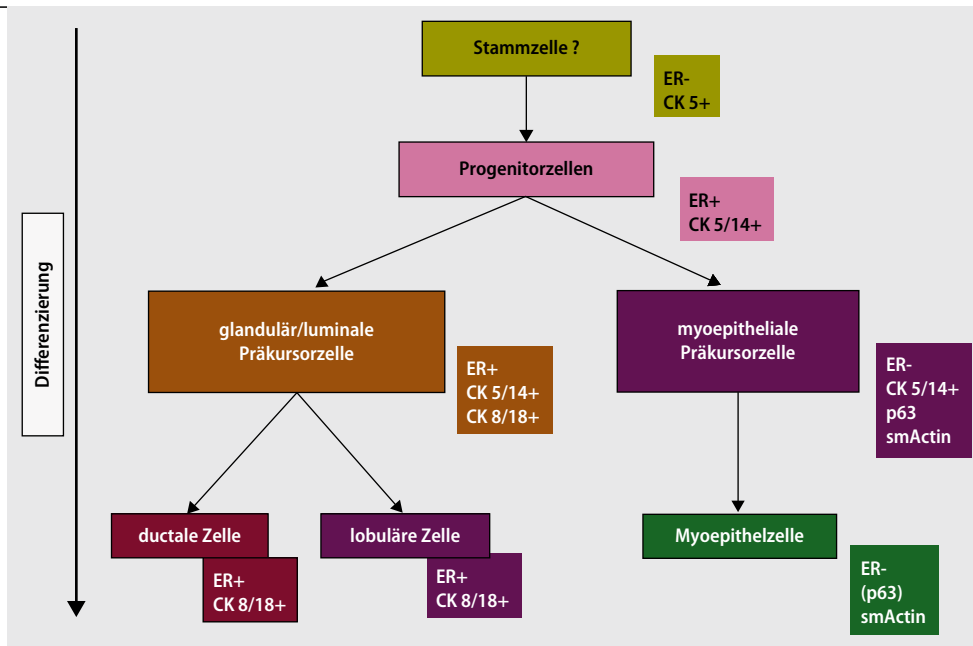 Stammzelle ?
ER-
CK 5+
Progenitorzellen
ER+
CK 5/14+
Differenzierung
glandulär/luminale
Präkursorzelle
ER+
CK 5/14+
CK 8/18+
myoepitheliale
Präkursorzelle
ER-
CK 5/14+
p63
smActin
ductale Zelle
ER+
CK 8/18+
lobuläre Zelle
ER+
CK 8/18+
Myoepithelzelle
ER-
(p63)
smActin